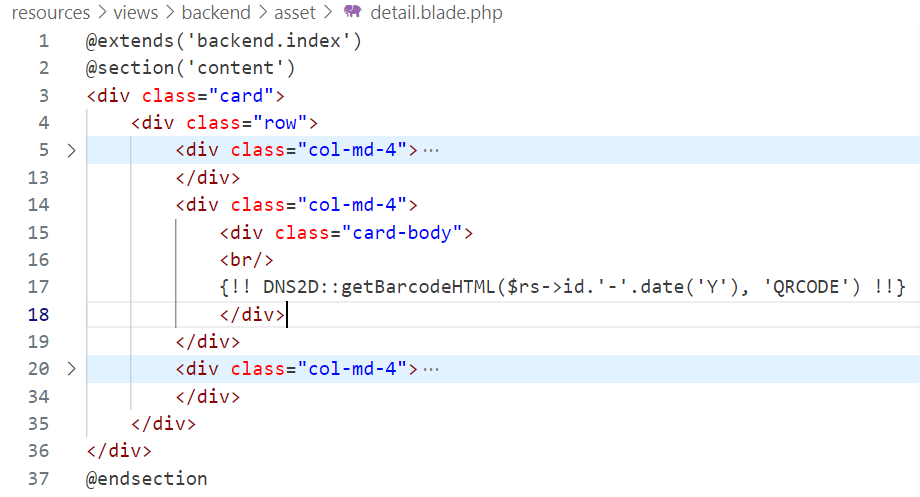 resources > views > backend > asset > detail.blade.php
1 @extends('backend.index')
2 @section('content')
3 <div class="card">
4 <div class="row">
5 > <div class="col-md-4"> ···
13 </div>
14 <div class="col-md-4">
15 <div class="card-body">
16 <br/>
17 {!! DNS2D::getBarcodeHTML($rs->id.'-'.date('Y'), 'QRCODE') !!}
18 </div>
19 </div>
20 > <div class="col-md-4"> ···
34 </div>
35 </div>
36 </div>
37 @endsection